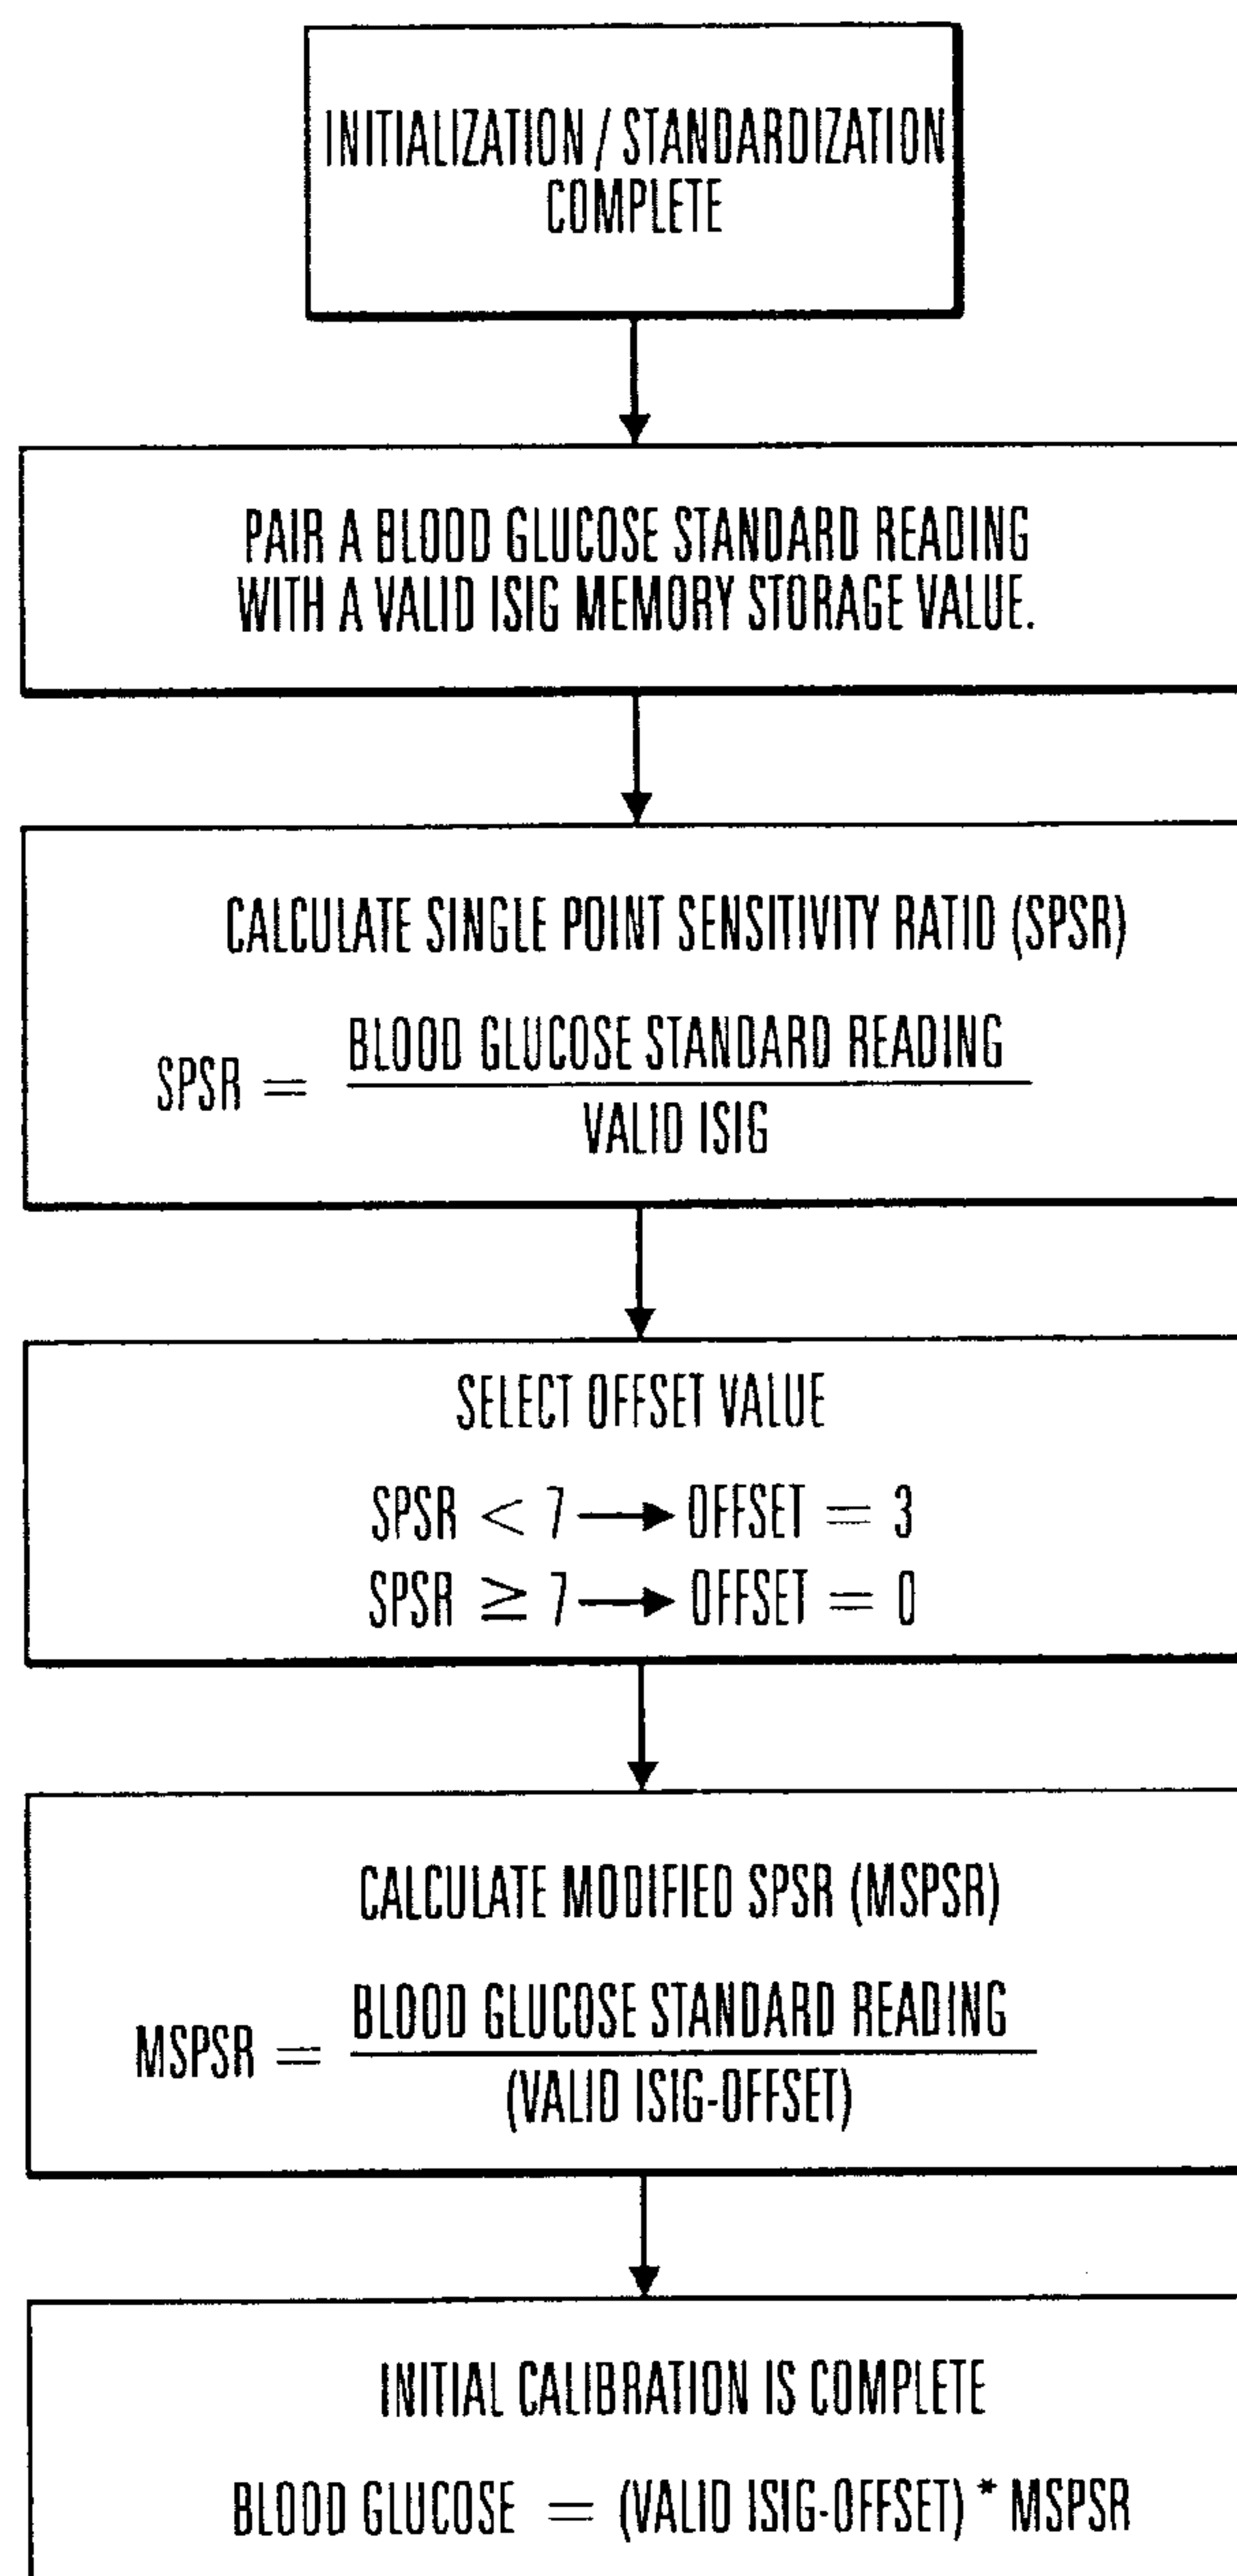 INITIALIZATION / STANDARDIZATION
COMPLETE
PAIR A BLOOD GLUCOSE STANDARD READING
WITH A VALID ISIG MEMORY STORAGE VALUE.
CALCULATE SINGLE POINT SENSITIVITY RATIO (SPSR)
SPSR = BLOOD GLUCOSE STANDARD READING
VALID ISIG
SELECT OFFSET VALUE
SPSR < 7 → OFFSET = 3
SPSR ≥ 7 → OFFSET = 0
CALCULATE MODIFIED SPSR (MSPSR)
MSPSR = BLOOD GLUCOSE STANDARD READING
(VALID ISIG-OFFSET)
INITIAL CALIBRATION IS COMPLETE
BLOOD GLUCOSE = (VALID ISIG-OFFSET) * MSPSR